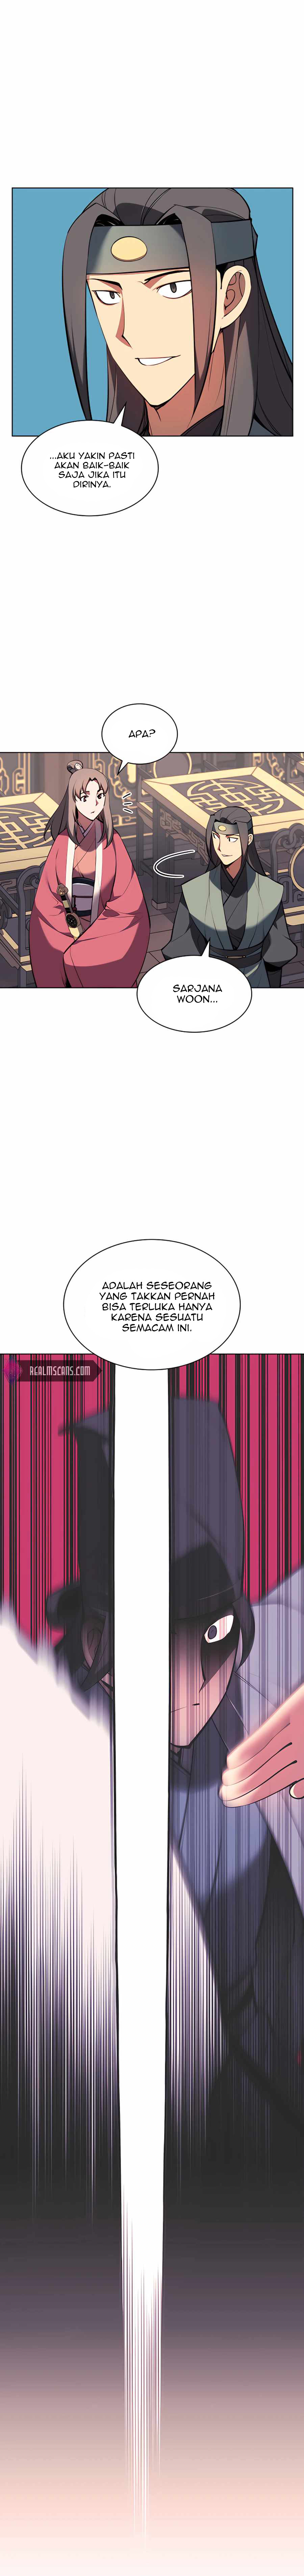 ...AKU YAKIN PASTI
AKAN BAIK-BAIK
SAJA JIKA ITU
DIRINYA.
APA?
SARJANA
WOON...
ADALAH SESEORANG
YANG TAKKAN PERNAH
BISA TERLUKA HANYA
KARENA SESUATU
SEMACAM INI.
REALMSCANS.COM